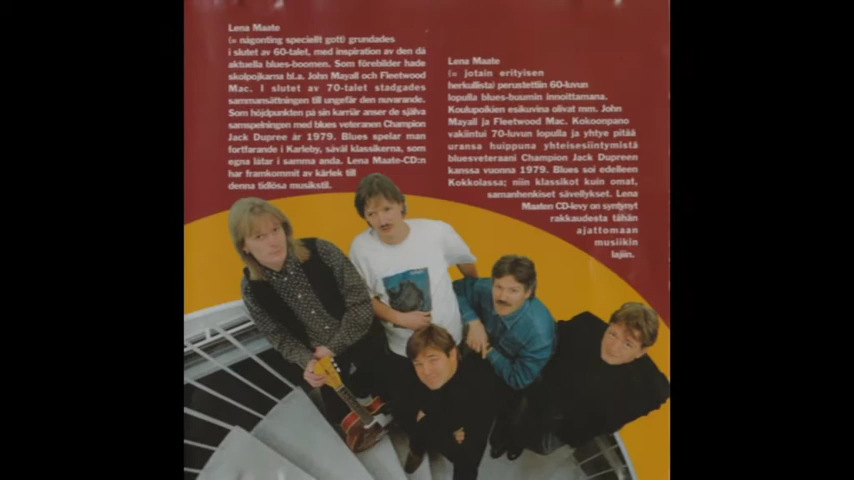 Lena Maate
(= någonting speciellt gott) grundades
i slutet av 60-talet, med inspiration av den då
aktuella blues-boomen. Som förebilder hade
skolpojkarna bl.a. John Mayall och Fleetwood
Mac. I slutet av 70-talet stadgades
sammansättningen till ungefär den nuvarande.
Som höjdpunkten på sin karriär anser de själva
samspelningen med blues veteranen Champion
Jack Dupree år 1979. Blues spelar man
fortfarande i Karleby, såväl klassikerna, som
egna låtar i samma anda. Lena Maate-CD:n
har framkommit av kärlek till
denna tidlösa musikstil.
Lena Maate
(= jotain erityisen
herkullista) perustettiin 60-luvun
lopulla blues-buumin innoittamana.
Koulupoikien esikuvina olivat mm. John
Mayall ja Fleetwood Mac. Kokoonpano
vakiintui 70-luvun lopulla ja yhtye pitää
uransa huippuna yhteisesiintymistä
bluesveteraani Champion Jack Dupreen
kanssa vuonna 1979. Blues soi edelleen
Kokkolassa; niin klassikot kuin omat,
samanhenkiset sävellykset. Lena
Maaten CD-levy on syntynyt
rakkaudesta tähän
ajattomaan
musiikin
lajiin.